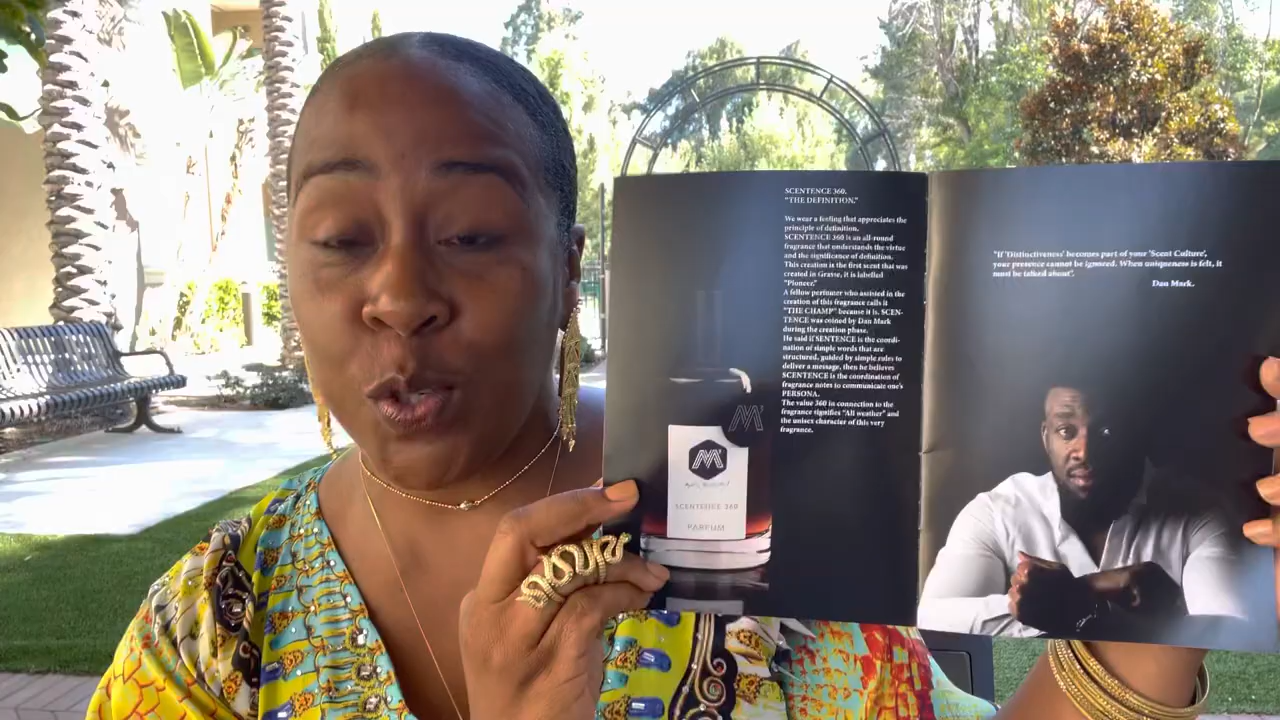 SCENTENCE 360.
"THE DEFINITION."
We wear a feeling that appreciates the
principle of definition.
SCENTENCE 360 is an all-round
fragrance that understands the virtue
and the significance of definition.
This creation is the first scent that was
created in Grasse, it is labelled
"Pioneer."
A fellow perfumer who assisted in the
creation of this fragrance calls it
"THE CHAMP" because it is. SCEN-
TENCE was coined by Dan Mark
during the creation phase.
He said if SENTENCE is the coordi-
nation of simple words that are
structured, guided by simple rules to
deliver a message, then he believes
SCENTENCE is the coordination of
fragrance notes to communicate one's
PERSONA.
The value 360 in connection to the
fragrance signifies "All weather" and
the unisex character of this very
fragrance.
SCENTENCE 360
PARFUM
"If 'Distinctiveness' becomes part of your 'Scent Culture',
your presence cannot be ignored. When uniqueness is felt, it
must be talked about".
Dan Mark.